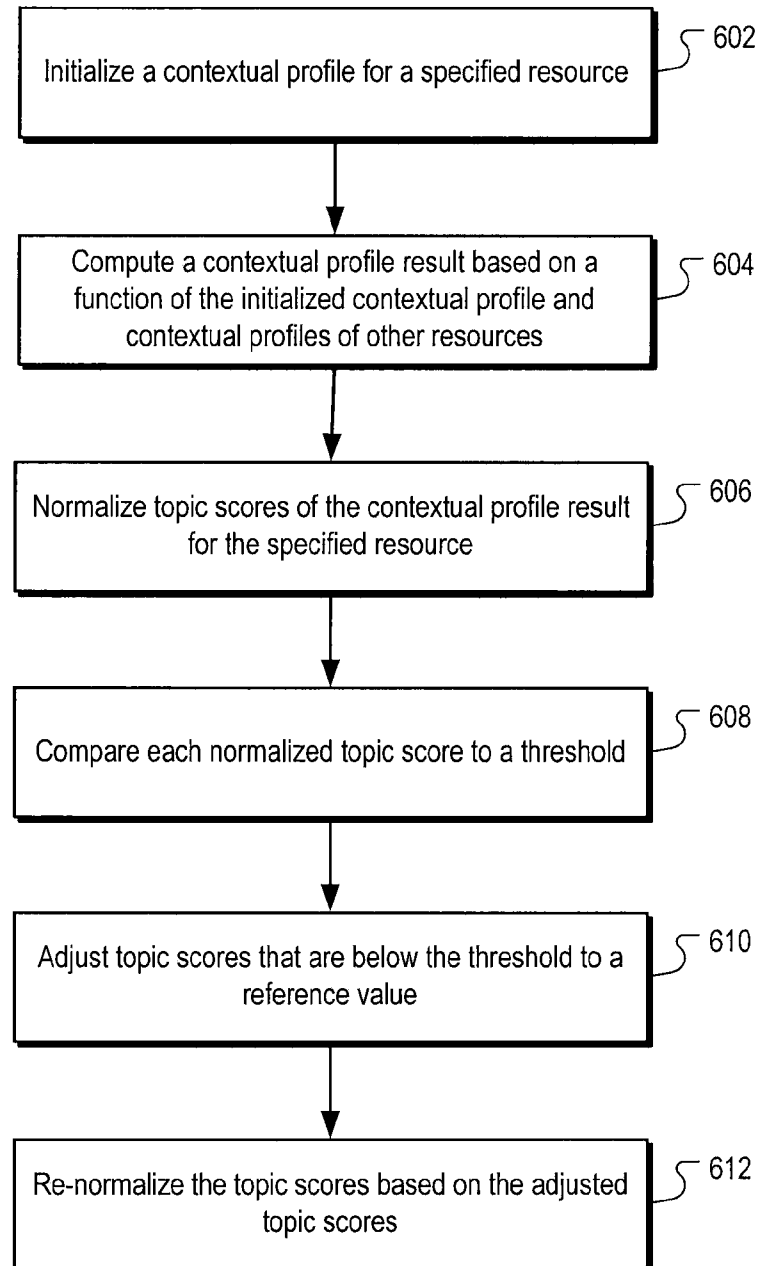 Initialize a contextual profile for a specified resource
602
Compute a contextual profile result based on a
function of the initialized contextual profile and
contextual profiles of other resources
604
Normalize topic scores of the contextual profile result
for the specified resource
606
Compare each normalized topic score to a threshold
608
Adjust topic scores that are below the threshold to a
reference value
610
Re-normalize the topic scores based on the adjusted
topic scores
612